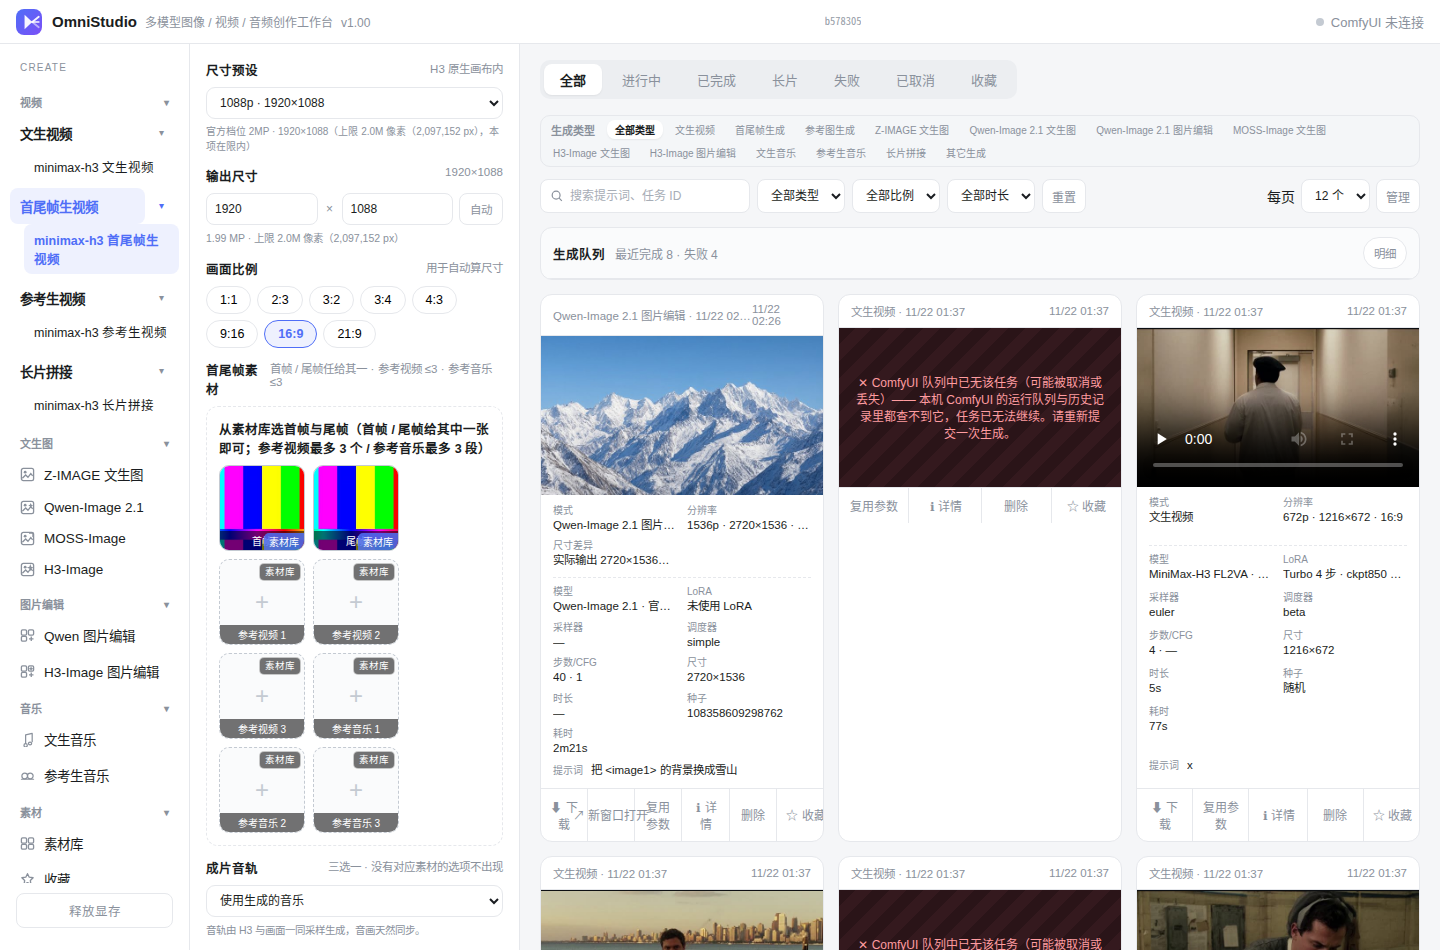 OmniStudio 多模型图像 / 视频 / 音频创作工作台 v1.00
b578305
ComfyUI 未连接
CREATE
视频
文生视频
minimax-h3 文生视频
首尾帧生视频
minimax-h3 首尾帧生
视频
参考生视频
minimax-h3 参考生视频
长片拼接
minimax-h3 长片拼接
文生图
Z-IMAGE 文生图
Qwen-Image 2.1
MOSS-Image
H3-Image
图片编辑
Qwen 图片编辑
H3-Image 图片编辑
音乐
文生音乐
参考生音乐
素材
素材库
收藏
释放显存
尺寸预设 H3 原生画布内
1088p · 1920×1088
官方档位 2MP · 1920×1088（上限 2.0M 像素（2,097,152 px），本
项在限内）
输出尺寸 1920×1088
1920 × 1088 自动
1.99 MP · 上限 2.0M 像素（2,097,152 px）
画面比例 用于自动算尺寸
1:1 2:3 3:2 3:4 4:3
9:16 16:9 21:9
首尾帧素
材
首帧 / 尾帧任给其一 · 参考视频 ≤3 · 参考音乐
≤3
从素材库选首帧与尾帧（首帧 / 尾帧给其中一张
即可；参考视频最多 3 个 / 参考音乐最多 3 段）
素材库 素材库
素材库 素材库
+ +
参考视频 1 参考视频 2
素材库 素材库
+ +
参考视频 3 参考音乐 1
素材库 素材库
+ +
参考音乐 2 参考音乐 3
成片音轨 三选一 · 没有对应素材的选项不出现
使用生成的音乐
音轨由 H3 与画面一同采样生成，音画天然同步。
全部 进行中 已完成 长片 失败 已取消 收藏
生成类型 全部类型 文生视频 首尾帧生成 参考图生成 Z-IMAGE 文生图 Qwen-Image 2.1 文生图 Qwen-Image 2.1 图片编辑 MOSS-Image 文生图
H3-Image 文生图 H3-Image 图片编辑 文生音乐 参考生音乐 长片拼接 其它生成
搜索提示词、任务 ID 全部类型 全部比例 全部时长 重置 每页 12 个 管理
生成队列 最近完成 8 · 失败 4 明细
Qwen-Image 2.1 图片编辑 · 11/22 02... 11/22
02:26
模式 分辨率
Qwen-Image 2.1 图片... 1536p · 2720×1536 · ...
尺寸差异
实际输出 2720×1536...
模型 LoRA
Qwen-Image 2.1 · 官... 未使用 LoRA
采样器 调度器
— simple
步数/CFG 尺寸
40 · 1 2720×1536
时长 种子
— 108358609298762
耗时
2m21s
提示词 把 <image1> 的背景换成雪山
⬇ 下
载
↗ 新窗口打开
复用
参数
ℹ 详
情
删除
☆ 收藏
文生视频 · 11/22 01:37 11/22 01:37
✕ ComfyUI 队列中已无该任务（可能被取消或
丢失）—— 本机 ComfyUI 的运行队列与历史记
录里都查不到它，任务已无法继续。请重新提
交一次生成。
复用参数 ℹ 详情 删除 ☆ 收藏
文生视频 · 11/22 01:37 11/22 01:37
0:00
模式 分辨率
文生视频 672p · 1216×672 · 16:9
模型 LoRA
MiniMax-H3 FL2VA · ... Turbo 4 步 · ckpt850 ...
采样器 调度器
euler beta
步数/CFG 尺寸
4 · — 1216×672
时长 种子
5s 随机
耗时
77s
提示词 x
⬇ 下
载
复用参
数
ℹ 详情
删除
☆ 收藏
文生视频 · 11/22 01:37 11/22 01:37
文生视频 · 11/22 01:37 11/22 01:37
✕ ComfyUI 队列中已无该任务（可能被取消或
文生视频 · 11/22 01:37 11/22 01:37